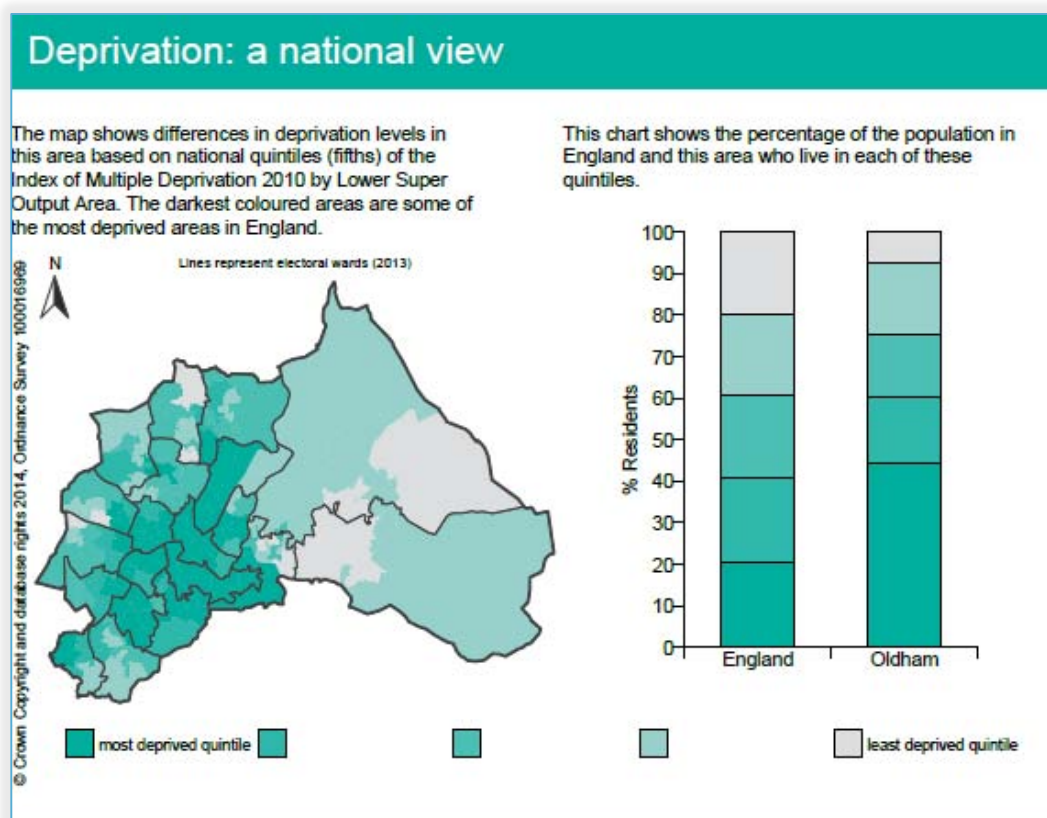 Deprivation: a national view
The map shows differences in deprivation levels in
this area based on national quintiles (fifths) of the
Index of Multiple Deprivation 2010 by Lower Super
Output Area. The darkest coloured areas are some of
the most deprived areas in England.
Lines represent electoral wards (2013)
N
© Crown Copyright and database rights 2014, Ordnance Survey 100016969
This chart shows the percentage of the population in
England and this area who live in each of these
quintiles.
% Residents
100
90
80
70
60
50
40
30
20
10
0
England Oldham
most deprived quintile least deprived quintile